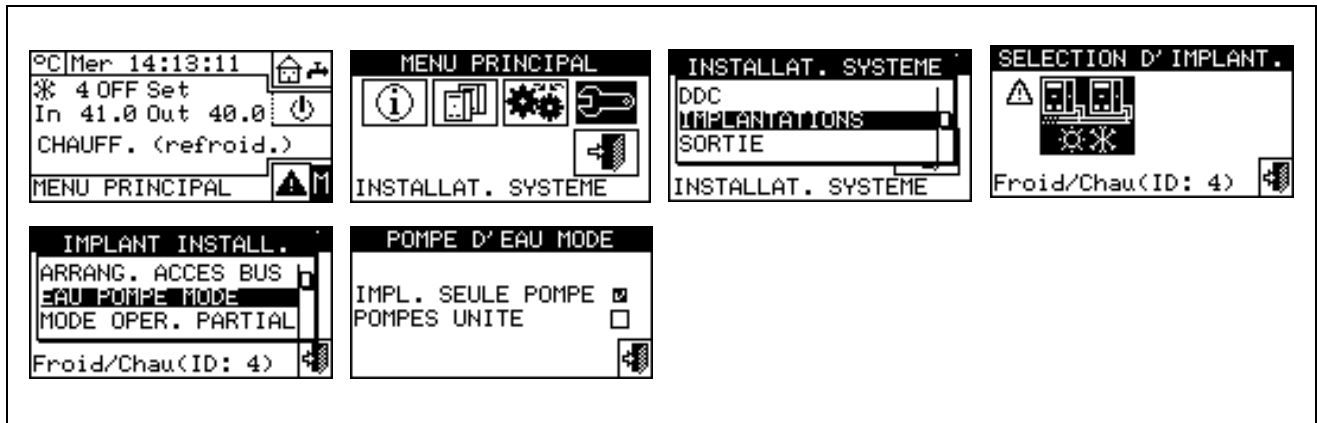 °C Mer 14:13:11
4 OFF Set
In 41.0 Out 40.0
CHAUFF. (refroid.)
MENU PRINCIPAL M
MENU PRINCIPAL
i
INSTALLAT. SYSTEME
INSTALLAT. SYSTEME
DDC
IMPLANTATIONS
SORTIE
INSTALLAT. SYSTEME
SELECTION D'IMPLANT.
Froid/Chau(ID: 4)
IMPLANT INSTALL.
ARRANG. ACCES BUS
EAU POMPE MODE
MODE OPER. PARTIAL
Froid/Chau(ID: 4)
POMPE D'EAU MODE
IMPL. SEULE POMPE
POMPES UNITE